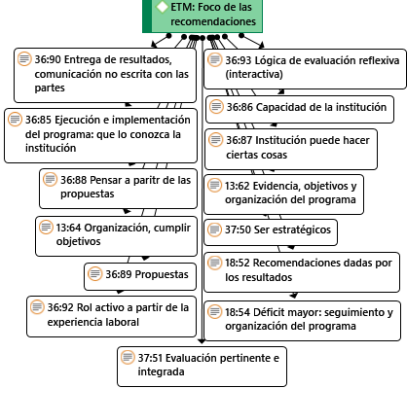 ETM: Foco de las
recomendaciones
36:90 Entrega de resultados,
comunicación no escrita con las
partes
36:93 Lógica de evaluación reflexiva
(interactiva)
36:85 Ejecución e implementación
del programa: que lo conozca la
institución
36:86 Capacidad de la institución
36:87 Institución puede hacer
ciertas cosas
36:88 Pensar a paritr de las
propuestas
13:62 Evidencia, objetivos y
organización del programa
13:64 Organización, cumplir
objetivos
37:50 Ser estratégicos
36:89 Propuestas
18:52 Recomendaciones dadas por
los resultados
36:92 Rol activo a partir de la
experiencia laboral
18:54 Déficit mayor: seguimiento y
organización del programa
37:51 Evaluación pertinente e
integrada